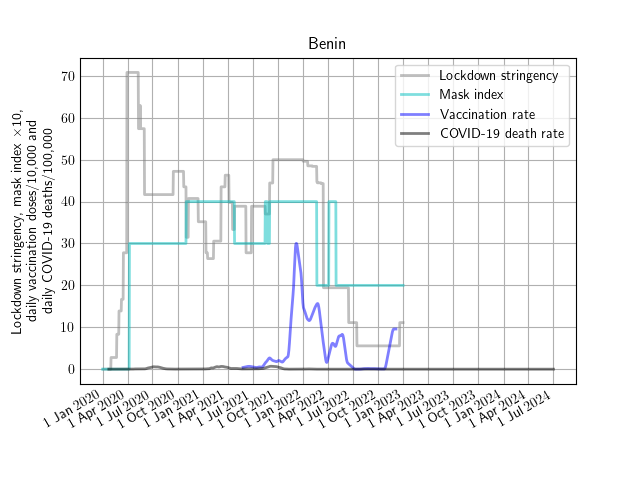 Benin
Lockdown stringency, mask index ×10,
daily vaccination doses/10,000 and
daily COVID-19 deaths/100,000
70
60
50
40
30
20
10
0
Lockdown stringency
Mask index
Vaccination rate
COVID-19 death rate
1 Jan 2020
1 Apr 2020
1 Jul 2020
1 Oct 2020
1 Jan 2021
1 Apr 2021
1 Jul 2021
1 Oct 2021
1 Jan 2022
1 Apr 2022
1 Jul 2022
1 Oct 2022
1 Jan 2023
1 Apr 2023
1 Jul 2023
1 Oct 2023
1 Jan 2024
1 Apr 2024
1 Jul 2024